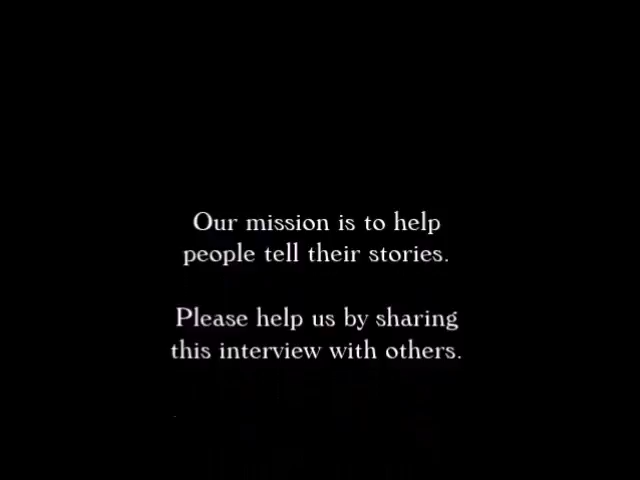 Our mission is to help
people tell their stories.
Please help us by sharing
this interview with others.